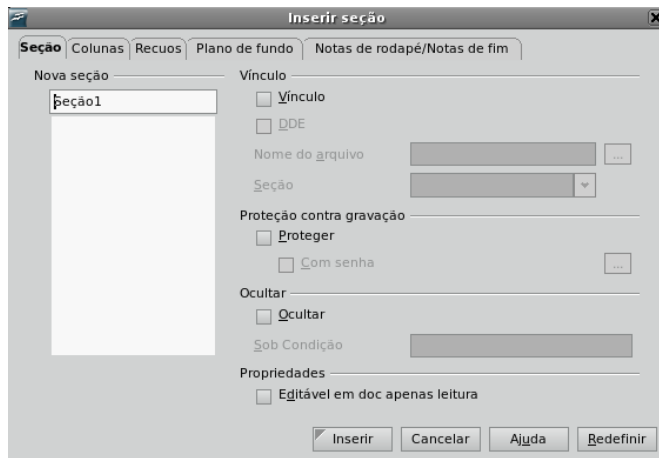 Inserir seção
Seção Colunas Recuos Plano de fundo Notas de rodapé/Notas de fim
Nova seção
Seção1
Vínculo
Vínculo
DDE
Nome do arquivo ...
Seção
Proteção contra gravação
Proteger
Com senha ...
Ocultar
Ocultar
Sob Condição
Propriedades
Editável em doc apenas leitura
Inserir Cancelar Ajuda Redefinir